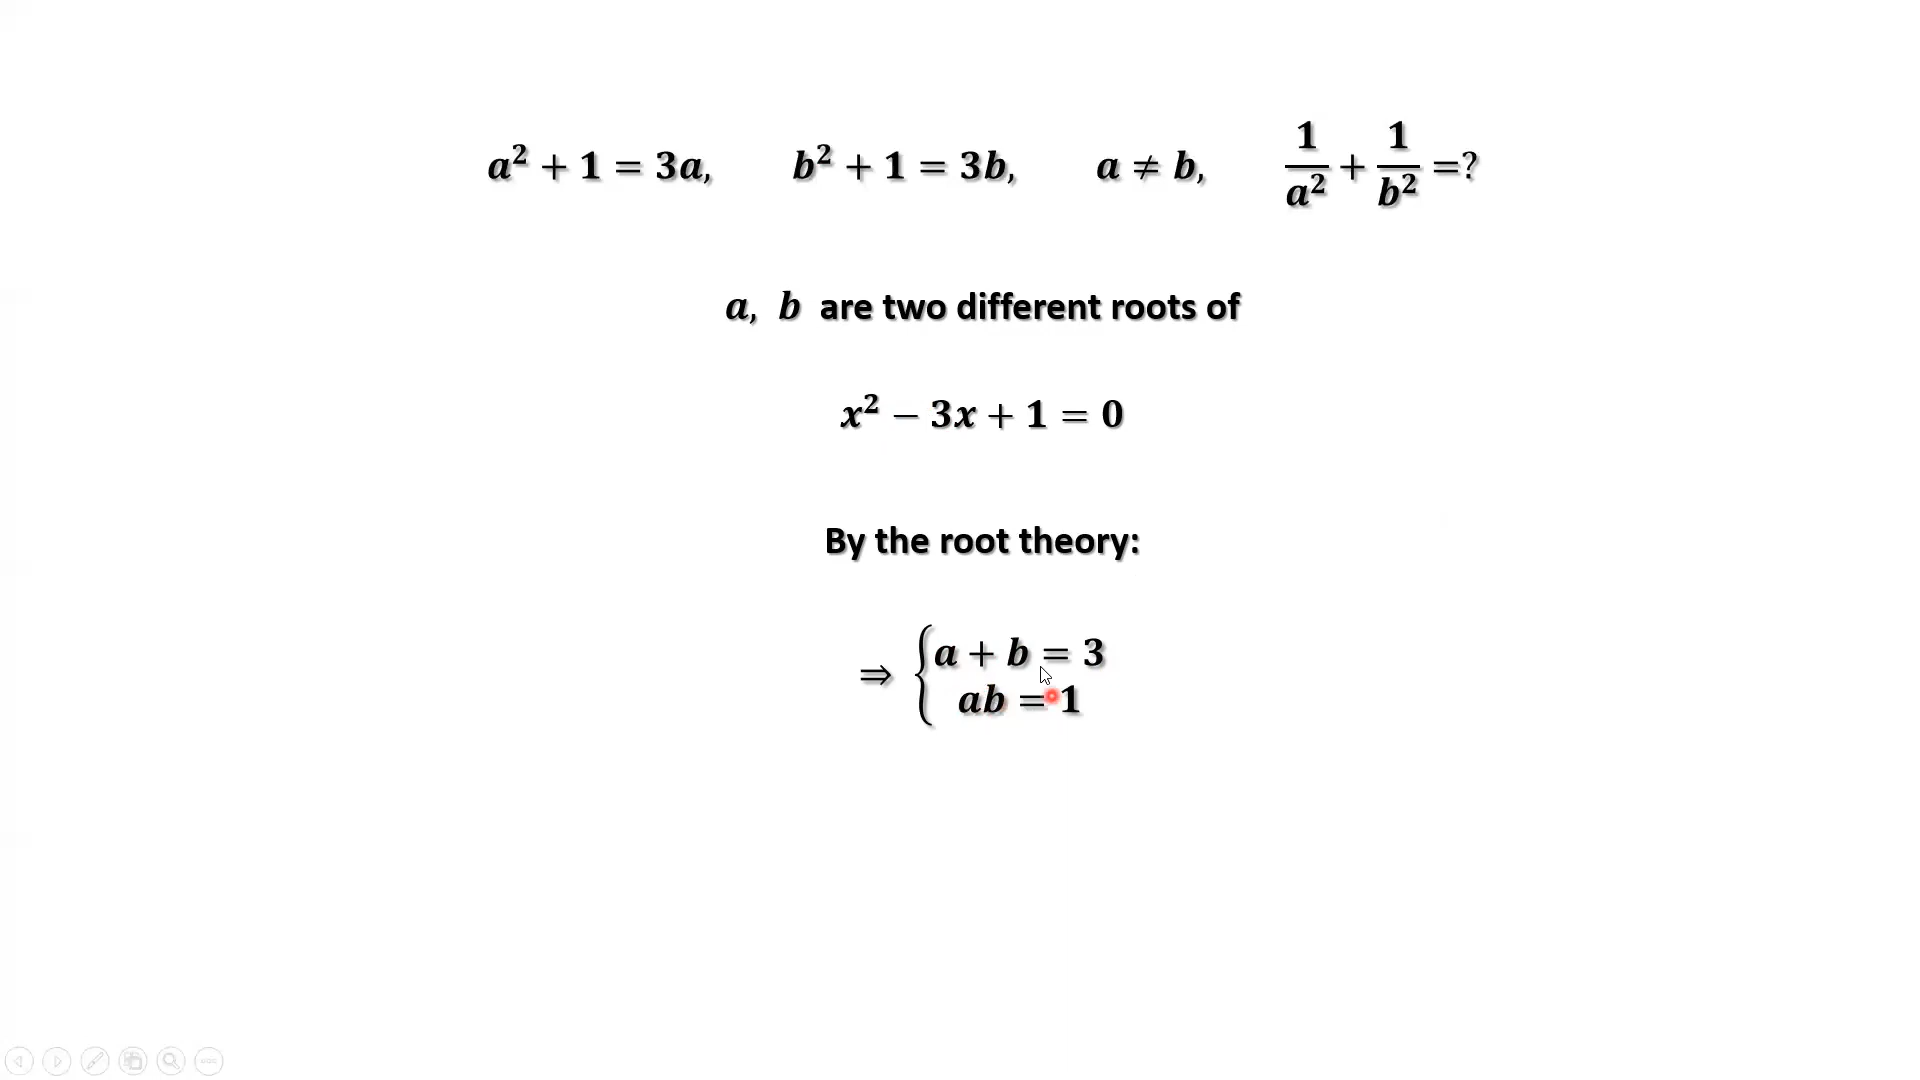 a² + 1 = 3a, b² + 1 = 3b, a ≠ b, 1/a² + 1/b² =?
a, b are two different roots of
x² − 3x + 1 = 0
By the root theory:
⇒ { a + b = 3
ab = 1